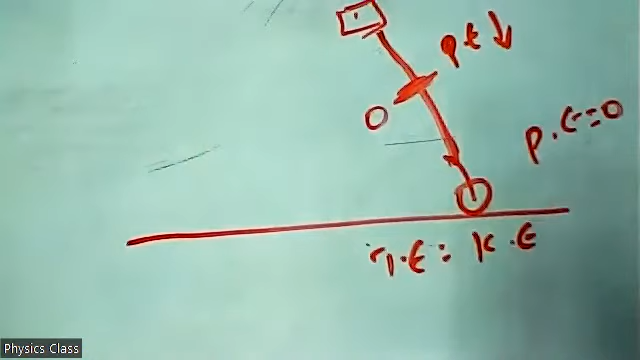 P.E ↓
P.E=0
T.E = K.E
Physics Class